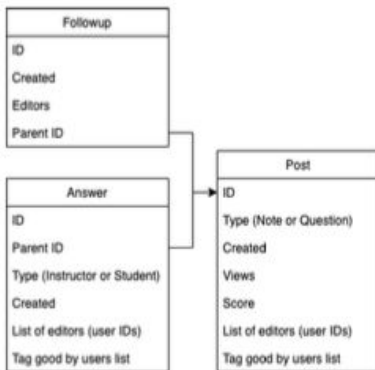 Followup
ID
Created
Editors
Parent ID
Answer
ID
Parent ID
Type (Instructor or Student)
Created
List of editors (user IDs)
Tag good by users list
Post
ID
Type (Note or Question)
Created
Views
Score
List of editors (user IDs)
Tag good by users list